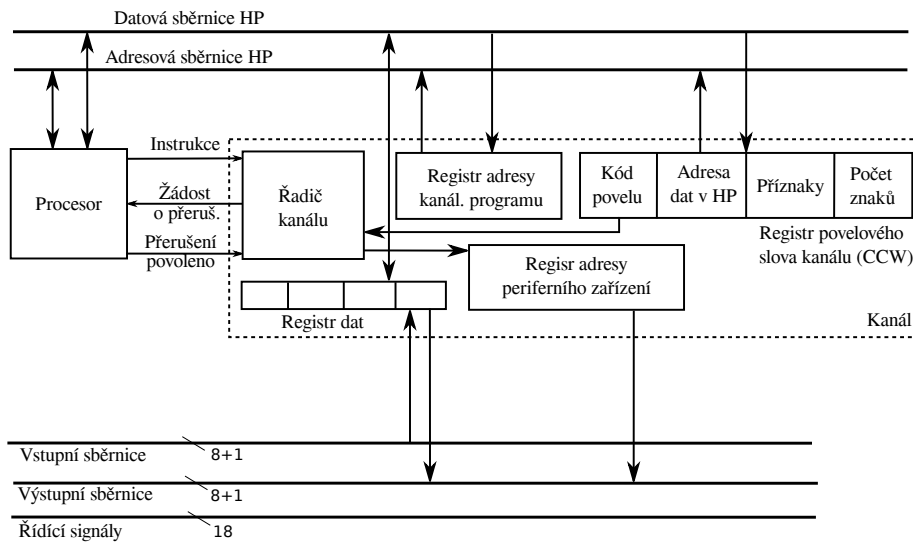 Datová sběrnice HP
Adresová sběrnice HP
Procesor
Instrukce
Žádost
o přeruš.
Přerušení
povoleno
Řadič
kanálu
Registr adresy
kanál. programu
Kód
povelu
Adresa
dat v HP
Příznaky
Počet
znaků
Registr povelového
slova kanálu (CCW)
Regisr adresy
periferního zařízení
Registr dat
Kanál
Vstupní sběrnice
8+1
Výstupní sběrnice
8+1
Řídící signály
18